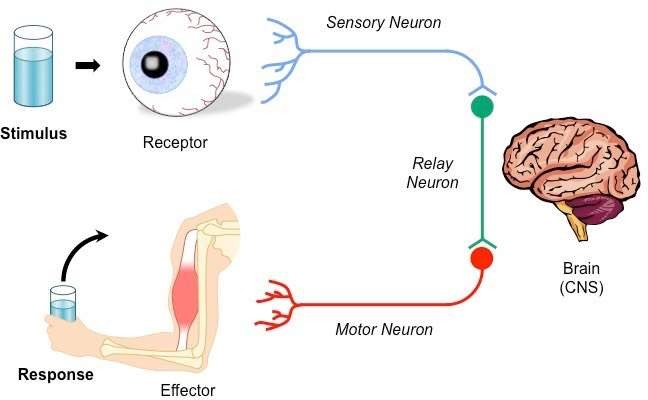 Sensory Neuron
Stimulus
Receptor
Relay
Neuron
Brain
(CNS)
Motor Neuron
Response
Effector